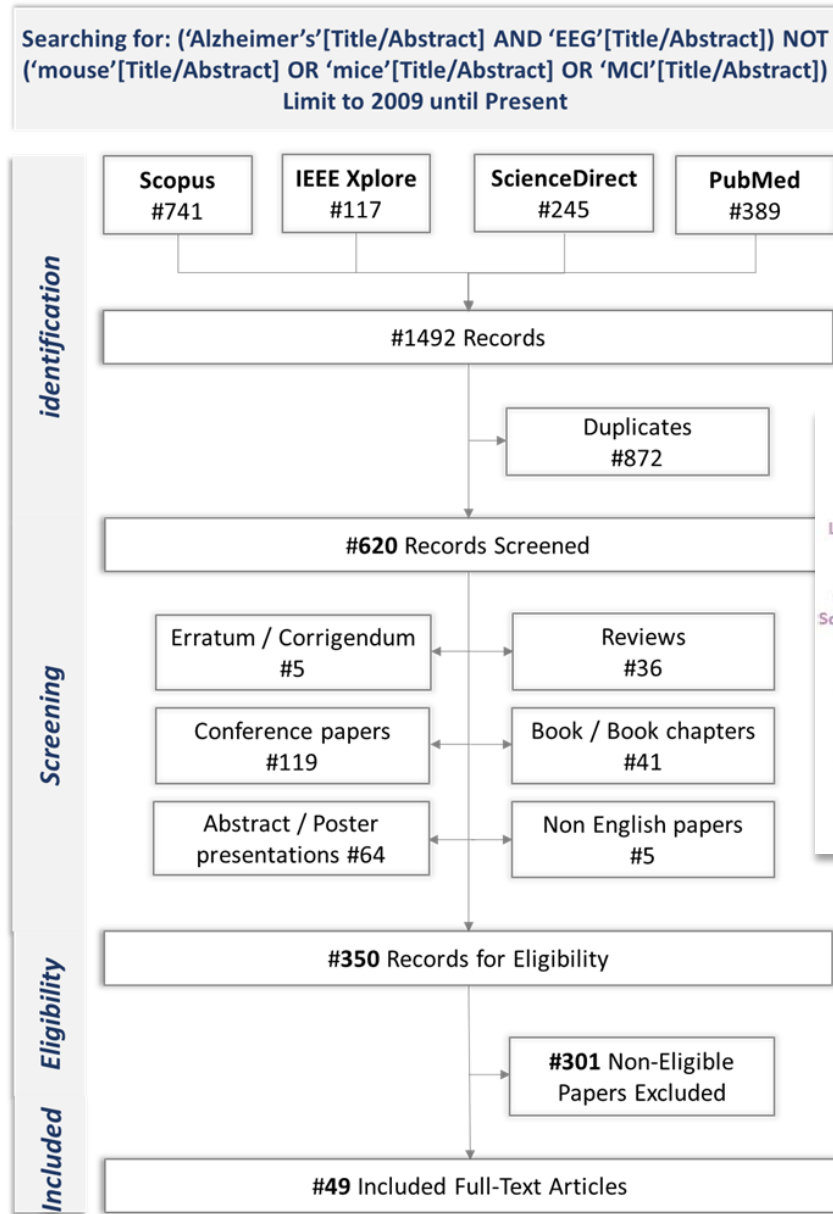 Searching for: (‘Alzheimer’s’[Title/Abstract] AND ‘EEG’[Title/Abstract]) NOT
(‘mouse’[Title/Abstract] OR ‘mice’[Title/Abstract] OR ‘MCI’[Title/Abstract])
Limit to 2009 until Present
identification
Scopus
#741
IEEE Xplore
#117
ScienceDirect
#245
PubMed
#389
#1492 Records
Duplicates
#872
#620 Records Screened
Screening
Erratum / Corrigendum
#5
Reviews
#36
Conference papers
#119
Book / Book chapters
#41
Abstract / Poster
presentations #64
Non English papers
#5
Eligibility
#350 Records for Eligibility
#301 Non-Eligible
Papers Excluded
Included
#49 Included Full-Text Articles